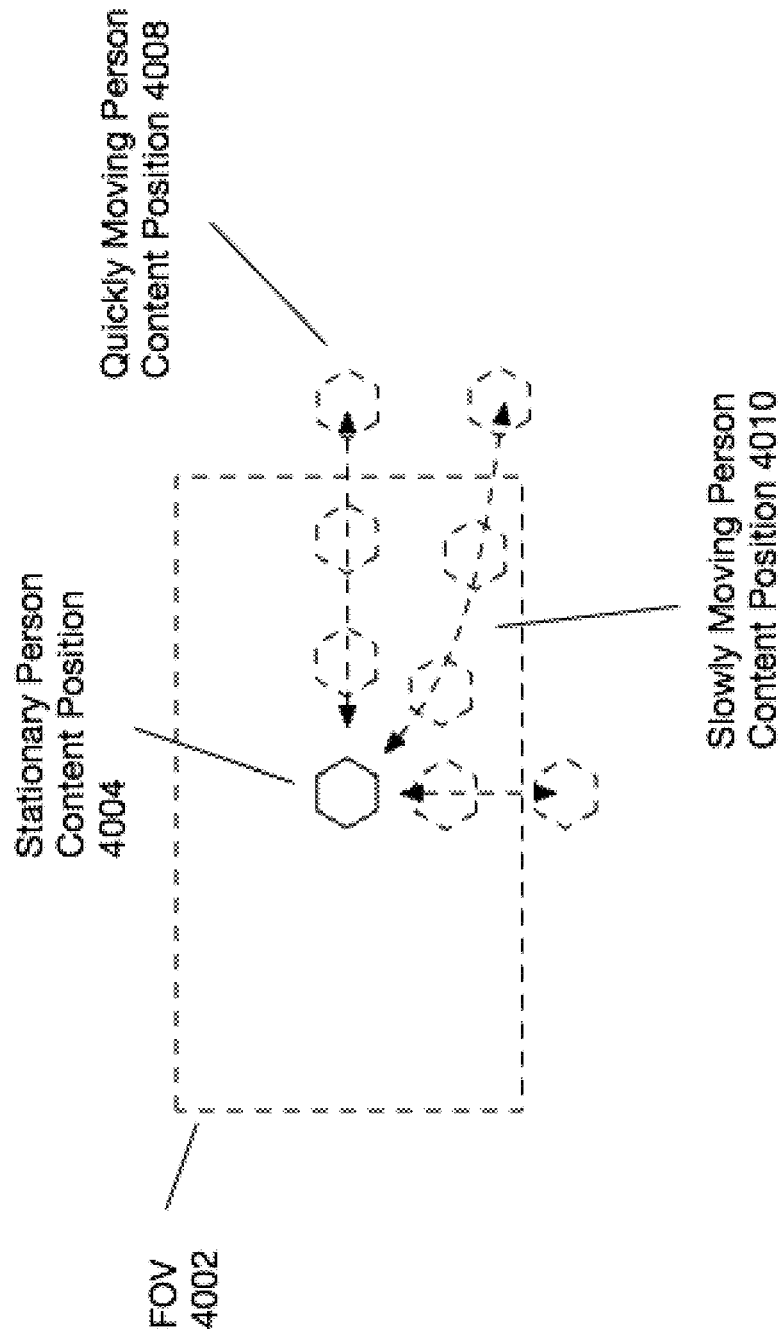 FOV
4002
Stationary Person
Content Position
4004
Quickly Moving Person
Content Position 4008
Slowly Moving Person
Content Position 4010